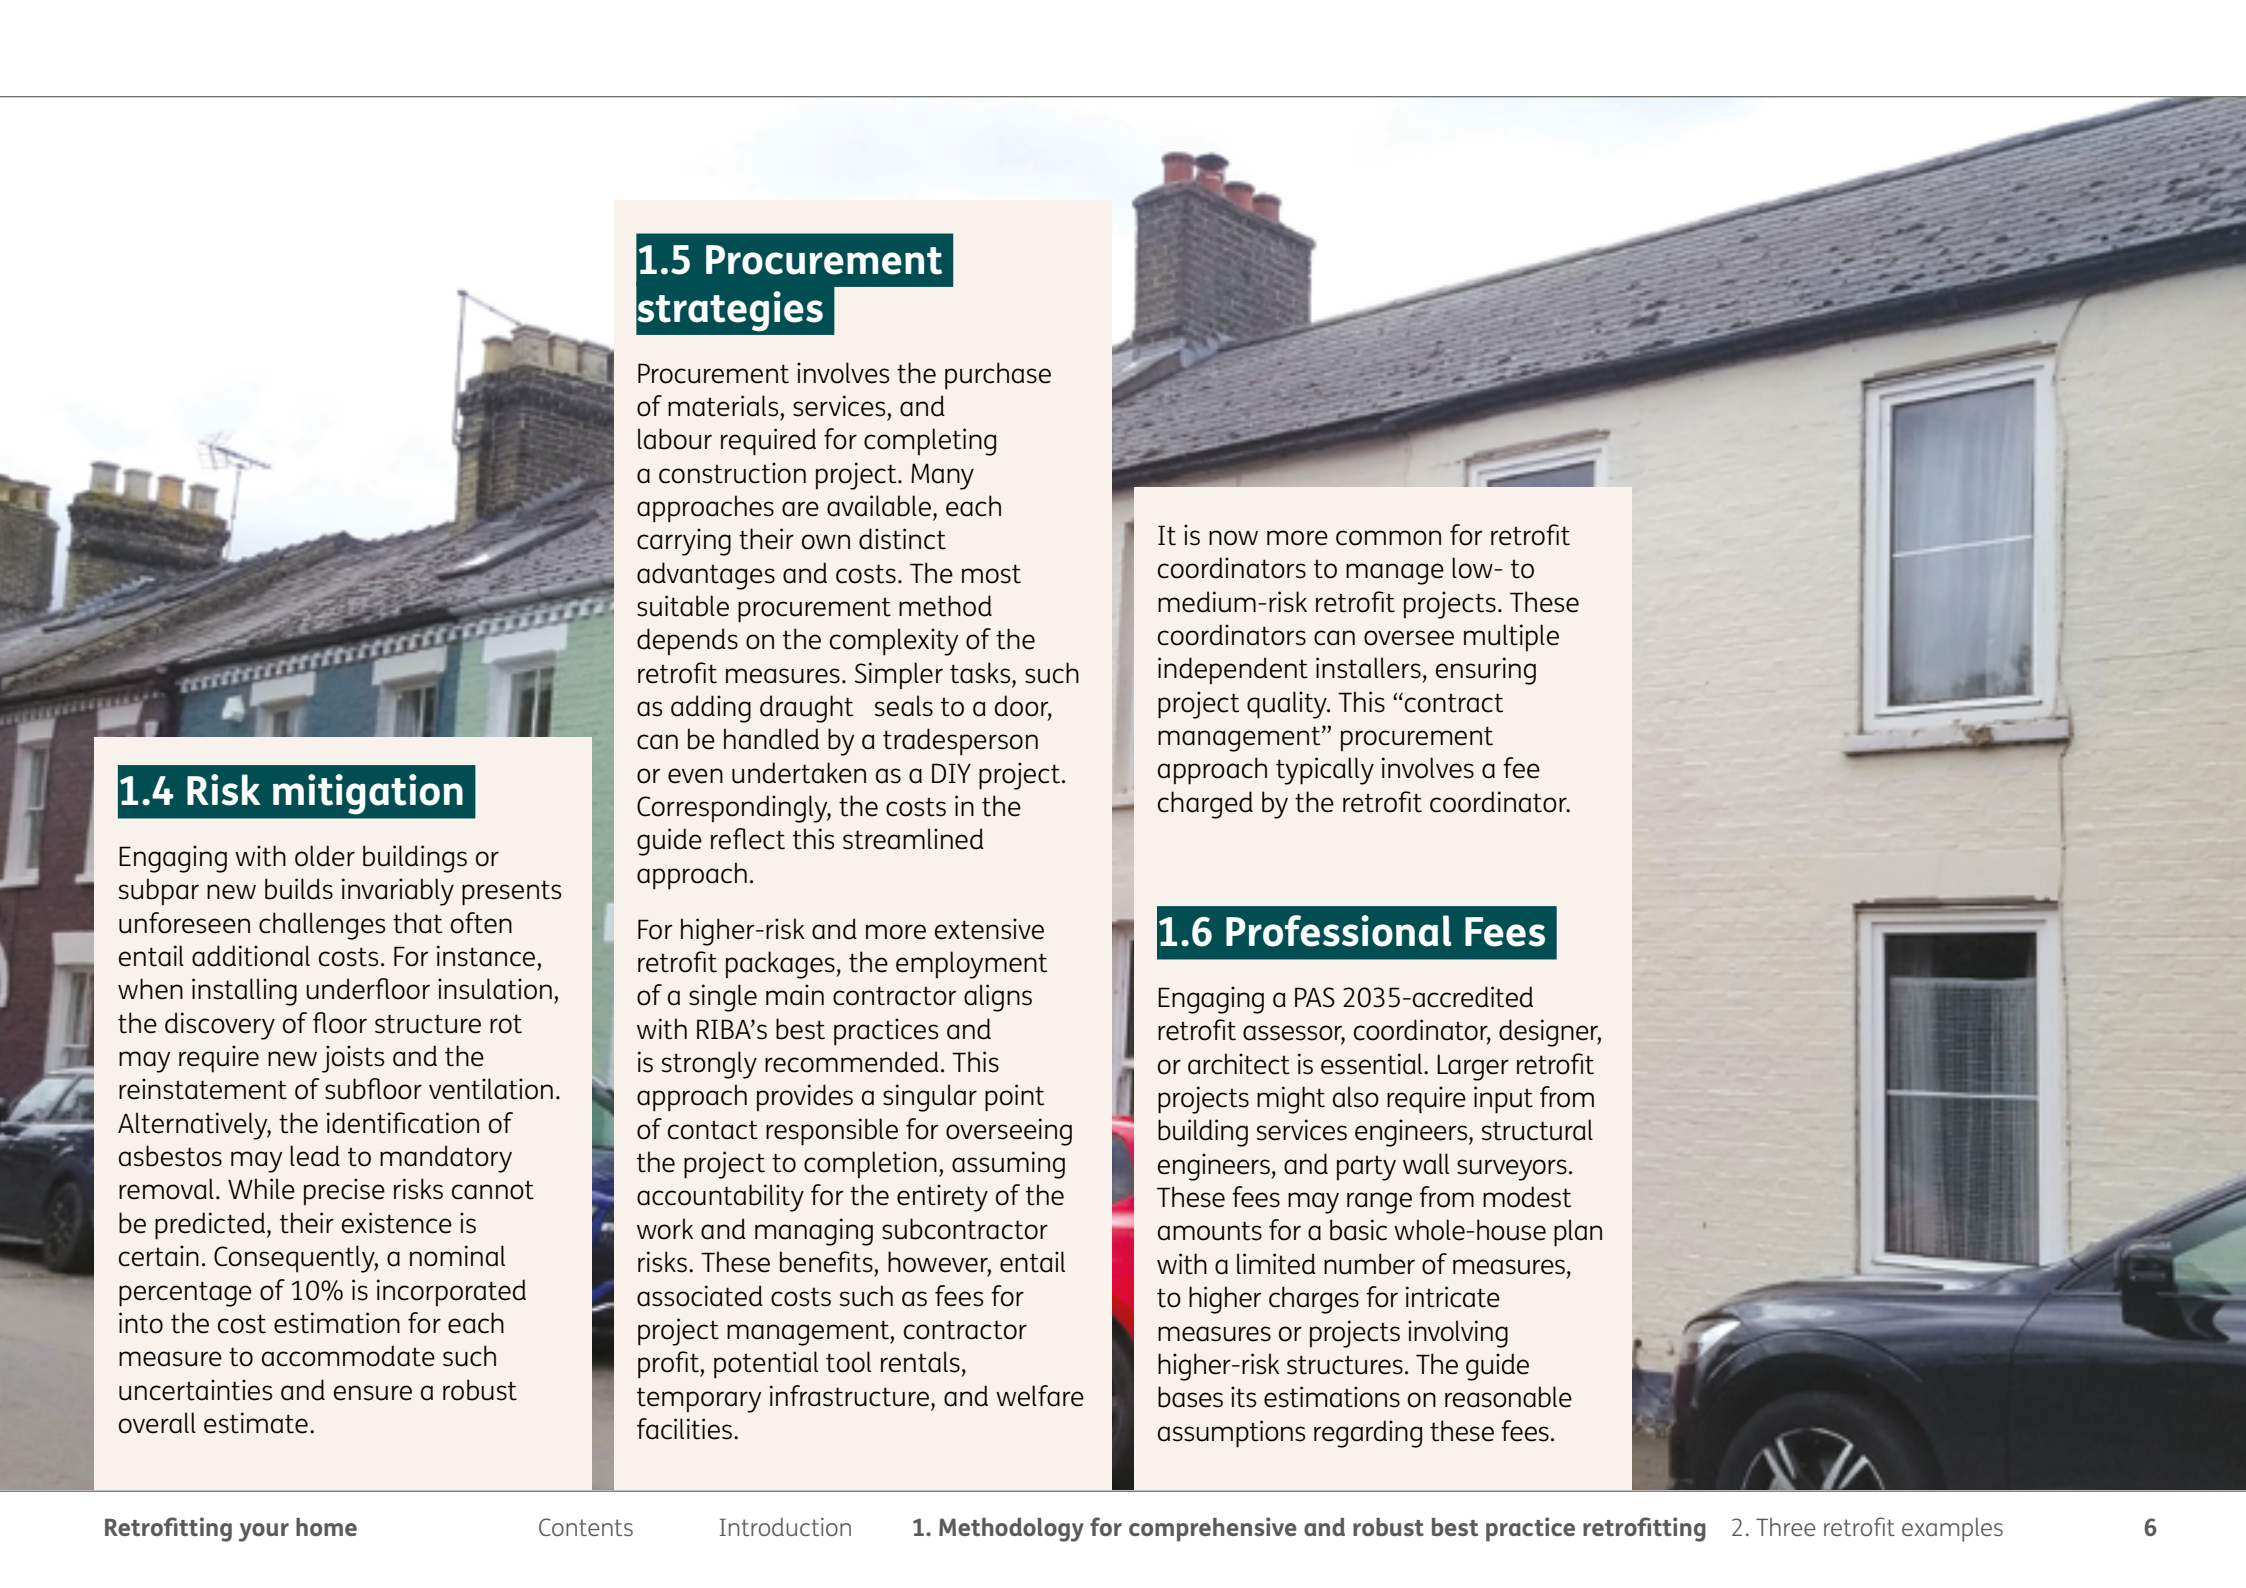 1.4 Risk mitigation
Engaging with older buildings or
subpar new builds invariably presents
unforeseen challenges that often
entail additional costs. For instance,
when installing underfloor insulation,
the discovery of floor structure rot
may require new joists and the
reinstatement of subfloor ventilation.
Alternatively, the identification of
asbestos may lead to mandatory
removal. While precise risks cannot
be predicted, their existence is
certain. Consequently, a nominal
percentage of 10% is incorporated
into the cost estimation for each
measure to accommodate such
uncertainties and ensure a robust
overall estimate.
1.5 Procurement
strategies
Procurement involves the purchase
of materials, services, and
labour required for completing
a construction project. Many
approaches are available, each
carrying their own distinct
advantages and costs. The most
suitable procurement method
depends on the complexity of the
retrofit measures. Simpler tasks, such
as adding draught seals to a door,
can be handled by a tradesperson
or even undertaken as a DIY project.
Correspondingly, the costs in the
guide reflect this streamlined
approach.
For higher-risk and more extensive
retrofit packages, the employment
of a single main contractor aligns
with RIBA’s best practices and
is strongly recommended. This
approach provides a singular point
of contact responsible for overseeing
the project to completion, assuming
accountability for the entirety of the
work and managing subcontractor
risks. These benefits, however, entail
associated costs such as fees for
project management, contractor
profit, potential tool rentals,
temporary infrastructure, and welfare
facilities.
It is now more common for retrofit
coordinators to manage low- to
medium-risk retrofit projects. These
coordinators can oversee multiple
independent installers, ensuring
project quality. This “contract
management” procurement
approach typically involves a fee
charged by the retrofit coordinator.
1.6 Professional Fees
Engaging a PAS 2035-accredited
retrofit assessor, coordinator, designer,
or architect is essential. Larger retrofit
projects might also require input from
building services engineers, structural
engineers, and party wall surveyors.
These fees may range from modest
amounts for a basic whole-house plan
with a limited number of measures,
to higher charges for intricate
measures or projects involving
higher-risk structures. The guide
bases its estimations on reasonable
assumptions regarding these fees.
Retrofitting your home Contents Introduction 1. Methodology for comprehensive and robust best practice retrofitting 2. Three retrofit examples 6